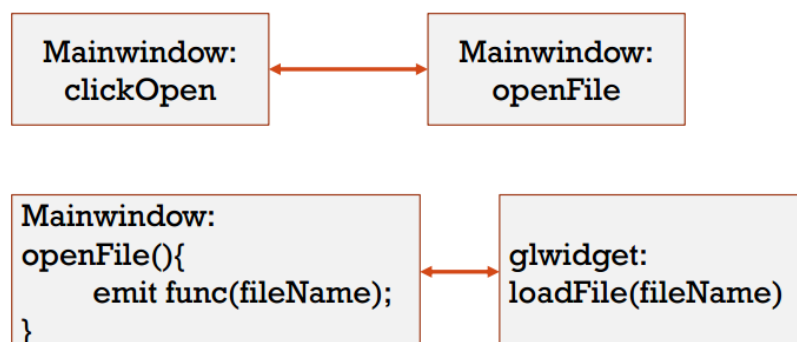 Mainwindow:
clickOpen
Mainwindow:
openFile
Mainwindow:
openFile(){
emit func(fileName);
}
glwidget:
loadFile(fileName)